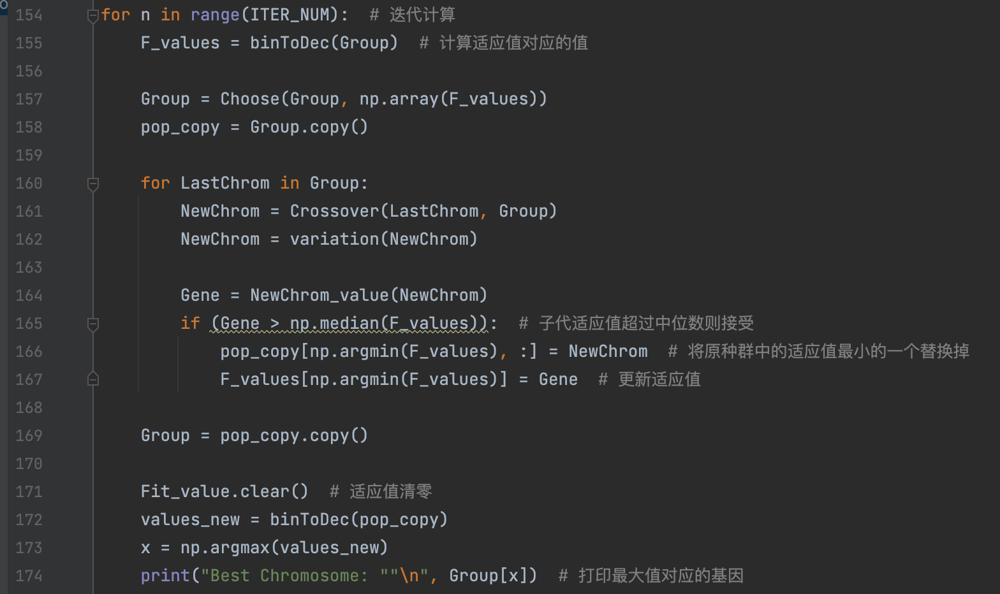 154 for n in range(ITER_NUM):  # 迭代计算
155     F_values = binToDec(Group)  # 计算适应值对应的值
156
157     Group = Choose(Group, np.array(F_values))
158     pop_copy = Group.copy()
159
160     for LastChrom in Group:
161         NewChrom = Crossover(LastChrom, Group)
162         NewChrom = variation(NewChrom)
163
164         Gene = NewChrom_value(NewChrom)
165         if (Gene > np.median(F_values)):  # 子代适应值超过中位数则接受
166             pop_copy[np.argmin(F_values), :] = NewChrom  # 将原种群中的适应值最小的一个替换掉
167             F_values[np.argmin(F_values)] = Gene  # 更新适应值
168
169     Group = pop_copy.copy()
170
171     Fit_value.clear()  # 适应值清零
172     values_new = binToDec(pop_copy)
173     x = np.argmax(values_new)
174     print("Best Chromosome: ""\n", Group[x])  # 打印最大值对应的基因